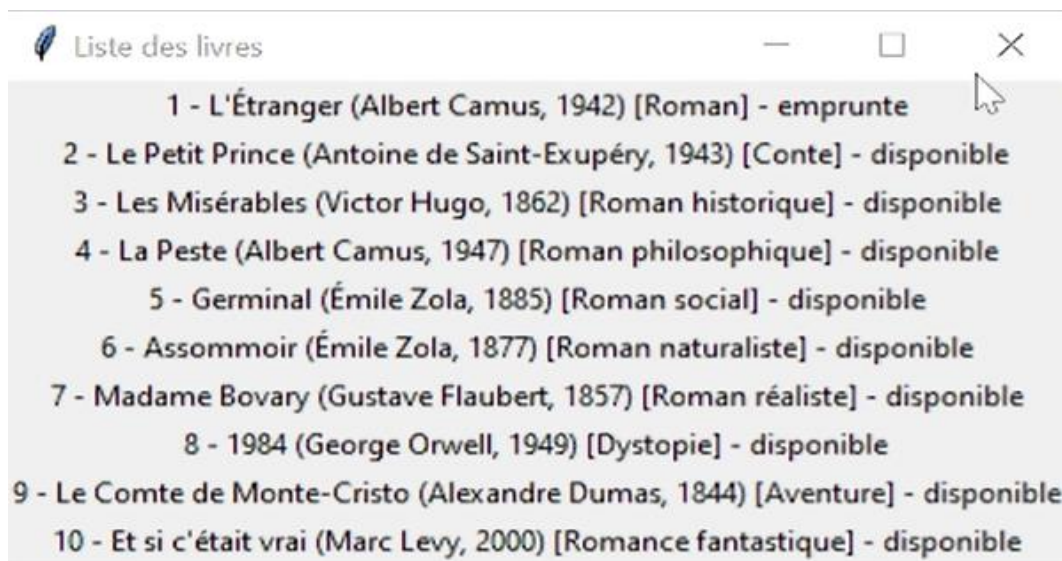 Liste des livres
1 - L'Étranger (Albert Camus, 1942) [Roman] - emprunte
2 - Le Petit Prince (Antoine de Saint-Exupéry, 1943) [Conte] - disponible
3 - Les Misérables (Victor Hugo, 1862) [Roman historique] - disponible
4 - La Peste (Albert Camus, 1947) [Roman philosophique] - disponible
5 - Germinal (Émile Zola, 1885) [Roman social] - disponible
6 - Assommoir (Émile Zola, 1877) [Roman naturaliste] - disponible
7 - Madame Bovary (Gustave Flaubert, 1857) [Roman réaliste] - disponible
8 - 1984 (George Orwell, 1949) [Dystopie] - disponible
9 - Le Comte de Monte-Cristo (Alexandre Dumas, 1844) [Aventure] - disponible
10 - Et si c'était vrai (Marc Levy, 2000) [Romance fantastique] - disponible